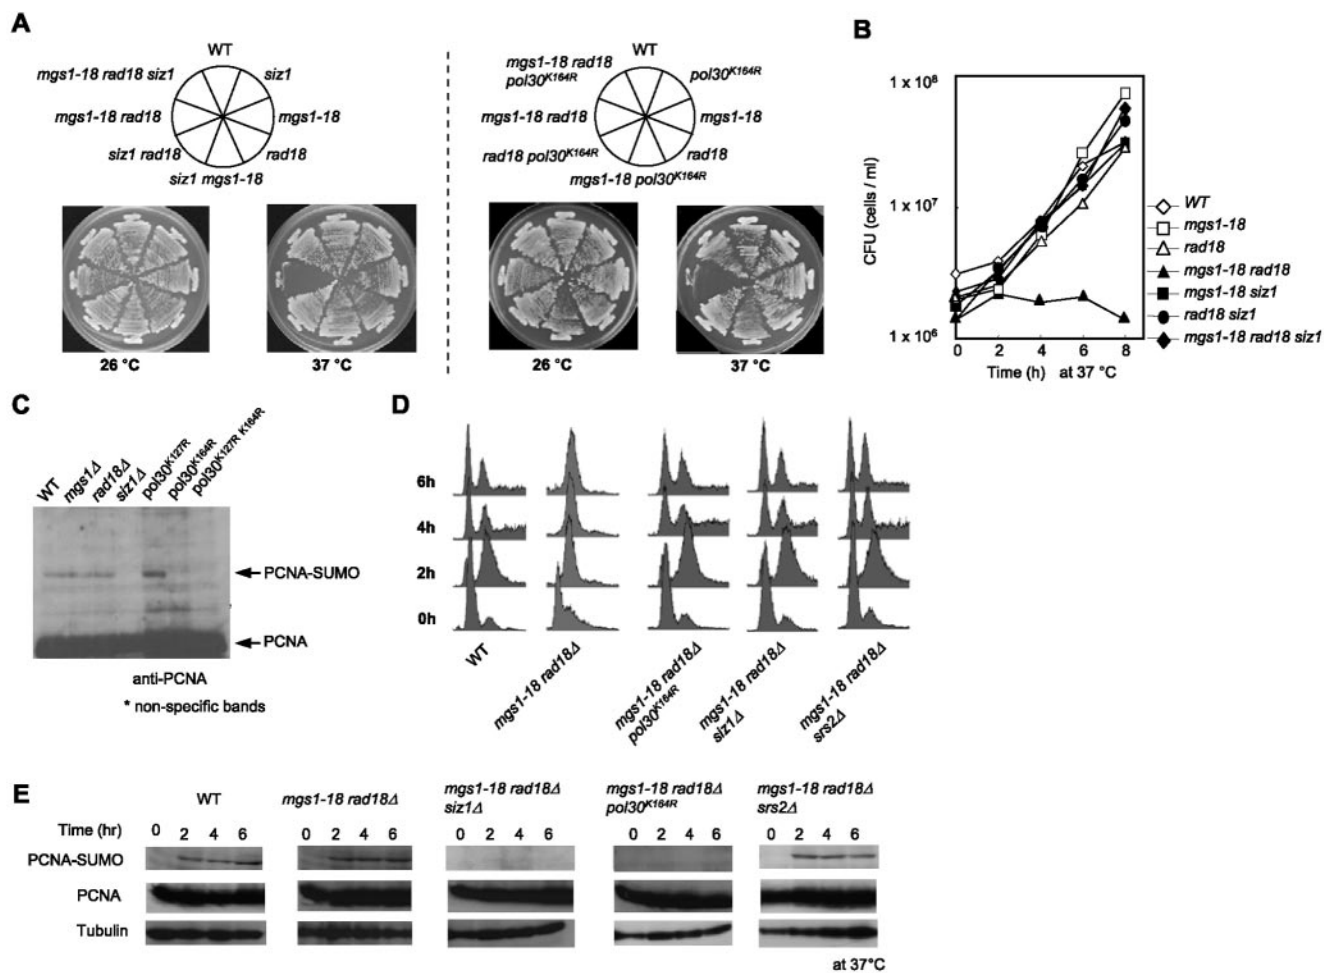 A
WT
mgs1-18 rad18 siz1
siz1
mgs1-18 rad18
mgs1-18
siz1 rad18
rad18
siz1 mgs1-18
26 °C
37 °C
WT
mgs1-18 rad18
pol30K164R
pol30K164R
mgs1-18 rad18
mgs1-18
rad18 pol30K164R
rad18
mgs1-18 pol30K164R
26 °C
37 °C
B
CFU (cells / ml)
1 x 10⁸
1 x 10⁷
1 x 10⁶
0 2 4 6 8
Time (h) at 37 °C
WT
mgs1-18
rad18
mgs1-18 rad18
mgs1-18 siz1
rad18 siz1
mgs1-18 rad18 siz1
C
WT
mgs1Δ
rad18Δ
siz1Δ
pol30K127R
pol30K164R
pol30K127R K164R
PCNA-SUMO
*
PCNA
anti-PCNA
* non-specific bands
D
6h
4h
2h
0h
WT
mgs1-18 rad18Δ
mgs1-18 rad18Δ
pol30K164R
mgs1-18 rad18Δ
siz1Δ
mgs1-18 rad18Δ
srs2Δ
E
WT
mgs1-18 rad18Δ
mgs1-18 rad18Δ
siz1Δ
mgs1-18 rad18Δ
pol30K164R
mgs1-18 rad18Δ
srs2Δ
Time (hr) 0 2 4 6 0 2 4 6 0 2 4 6 0 2 4 6 0 2 4 6
PCNA-SUMO
PCNA
Tubulin
at 37°C